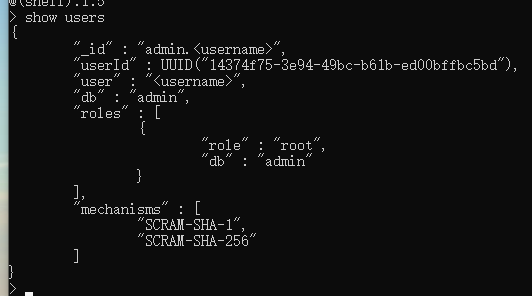 @(shell):1:5
> show users
{
"_id" : "admin.<username>",
"userId" : UUID("14374f75-3e94-49bc-b61b-ed00bffbc5bd"),
"user" : "<username>",
"db" : "admin",
"roles" : [
{
"role" : "root",
"db" : "admin"
}
],
"mechanisms" : [
"SCRAM-SHA-1",
"SCRAM-SHA-256"
]
}
>